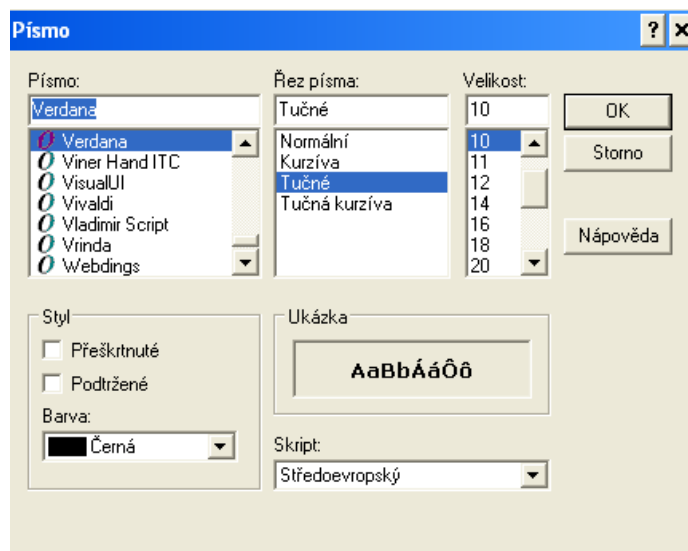 Písmo
Písmo:
Verdana
Verdana
Viner Hand ITC
VisualUI
Vivaldi
Vladimir Script
Vrinda
Webdings
Řez písma:
Tučné
Normální
Kurzíva
Tučné
Tučná kurzíva
Velikost:
10
10
11
12
14
16
18
20
OK
Storno
Nápověda
Styl
Přeškrtnuté
Podtržené
Barva:
Černá
Ukázka
AaBbÁáÔô
Skript:
Středoevropský